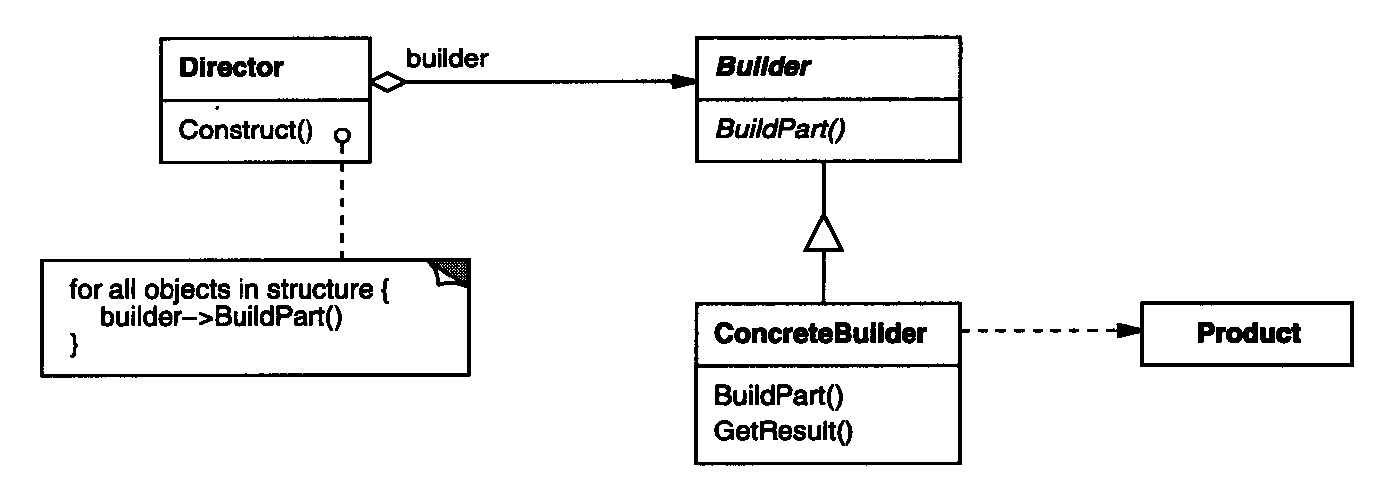 Director
builder
Builder
Construct()
BuildPart()
for all objects in structure {
builder–>BuildPart()
}
ConcreteBuilder
Product
BuildPart()
GetResult()